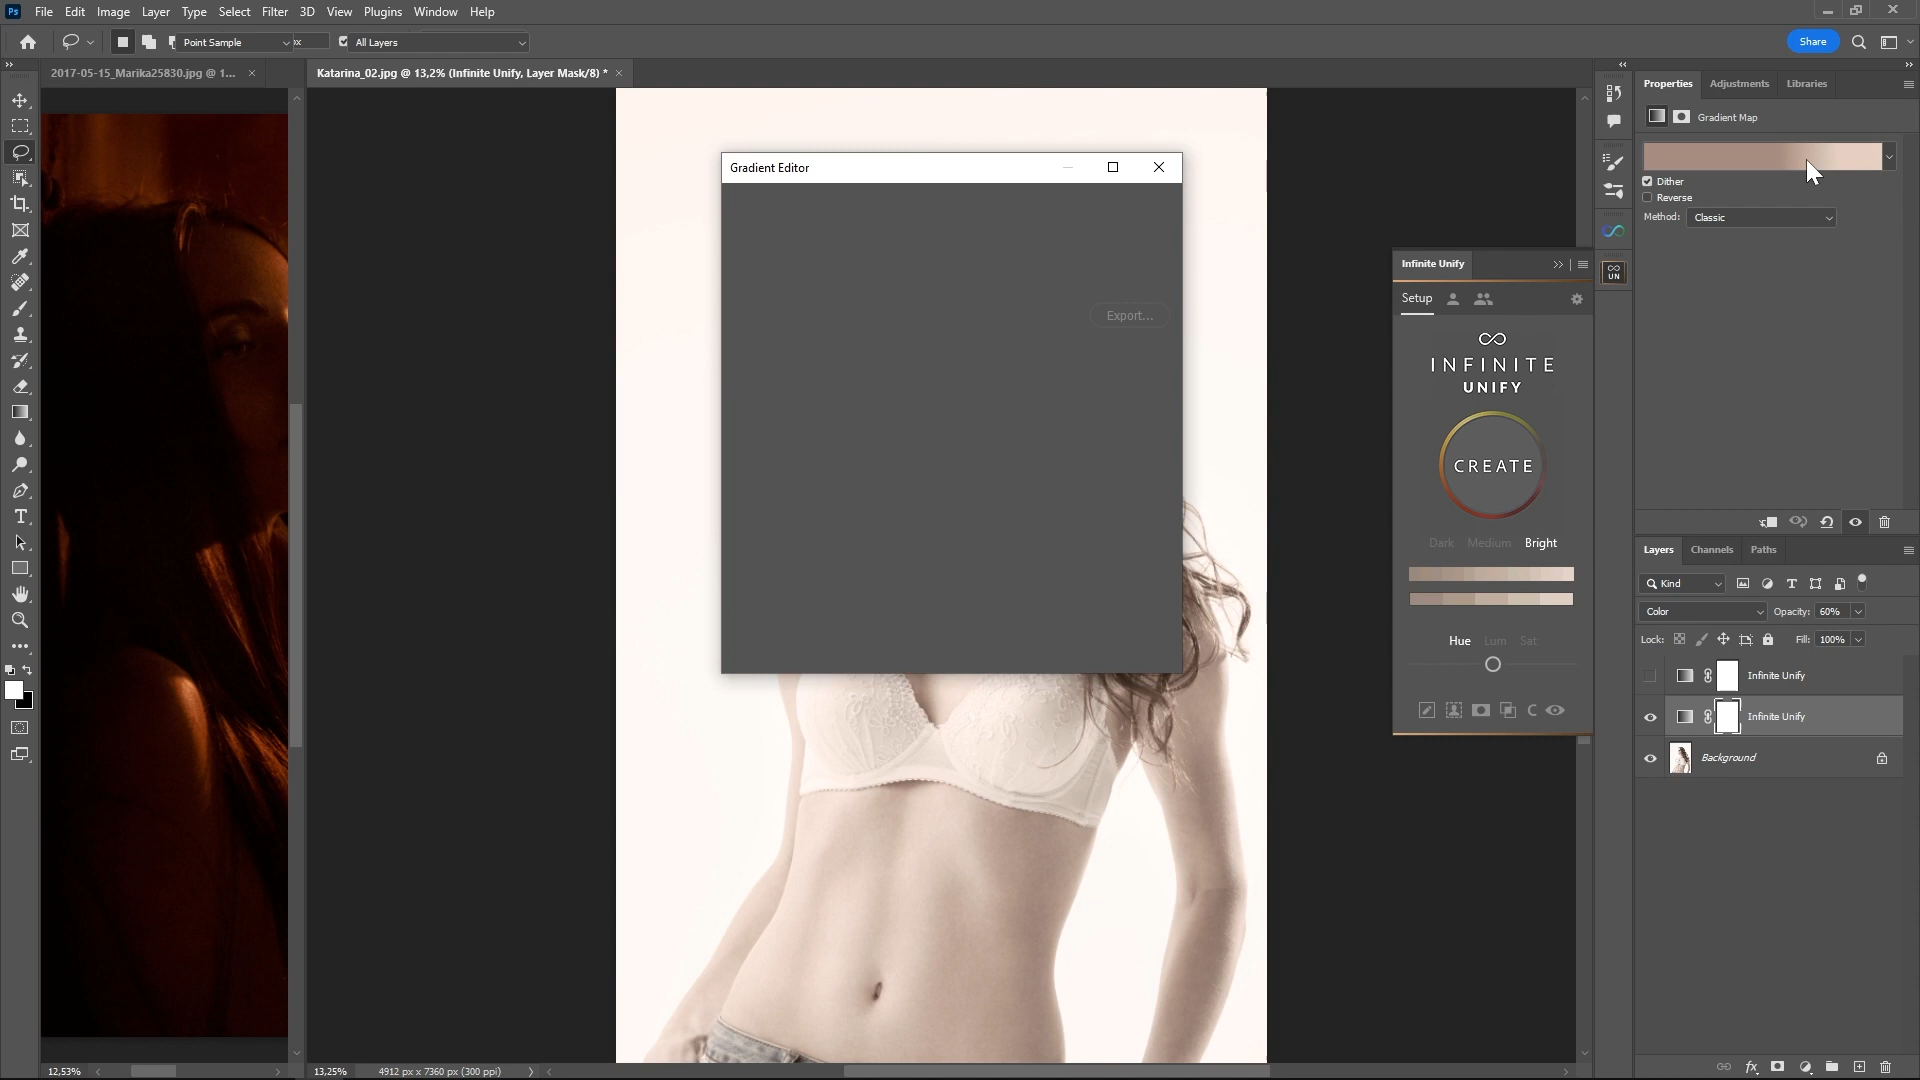 Ps File Edit Image Layer Type Select Filter 3D View Plugins Window Help
Point Sample px All Layers Share
2017-05-15_Marika25830.jpg @ 1... ×
Katarina_02.jpg @ 13,2% (Infinite Unify, Layer Mask/8) * ×
Properties Adjustments Libraries
Gradient Map
Gradient Editor
Dither
Reverse
Method: Classic
Export...
Infinite Unify
UN
Setup
INFINITE
UNIFY
CREATE
Dark Medium Bright
Hue Lum Sat
C
Layers Channels Paths
Kind
Color Opacity: 60%
Lock: Fill: 100%
Infinite Unify
Infinite Unify
Background
12,53%
13,25% 4912 px x 7360 px (300 ppi)
fx